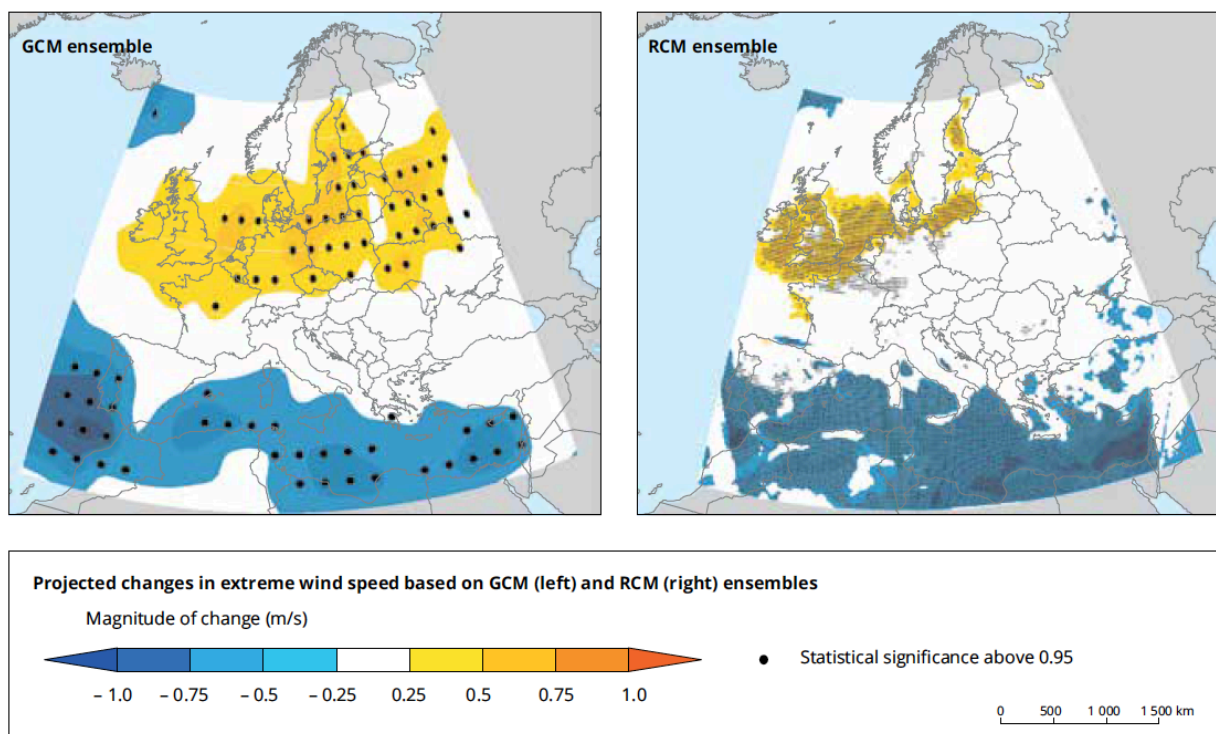 GCM ensemble
RCM ensemble
Projected changes in extreme wind speed based on GCM (left) and RCM (right) ensembles
Magnitude of change (m/s)
– 1.0 – 0.75 – 0.5 – 0.25 0.25 0.5 0.75 1.0
Statistical significance above 0.95
0 500 1 000 1 500 km